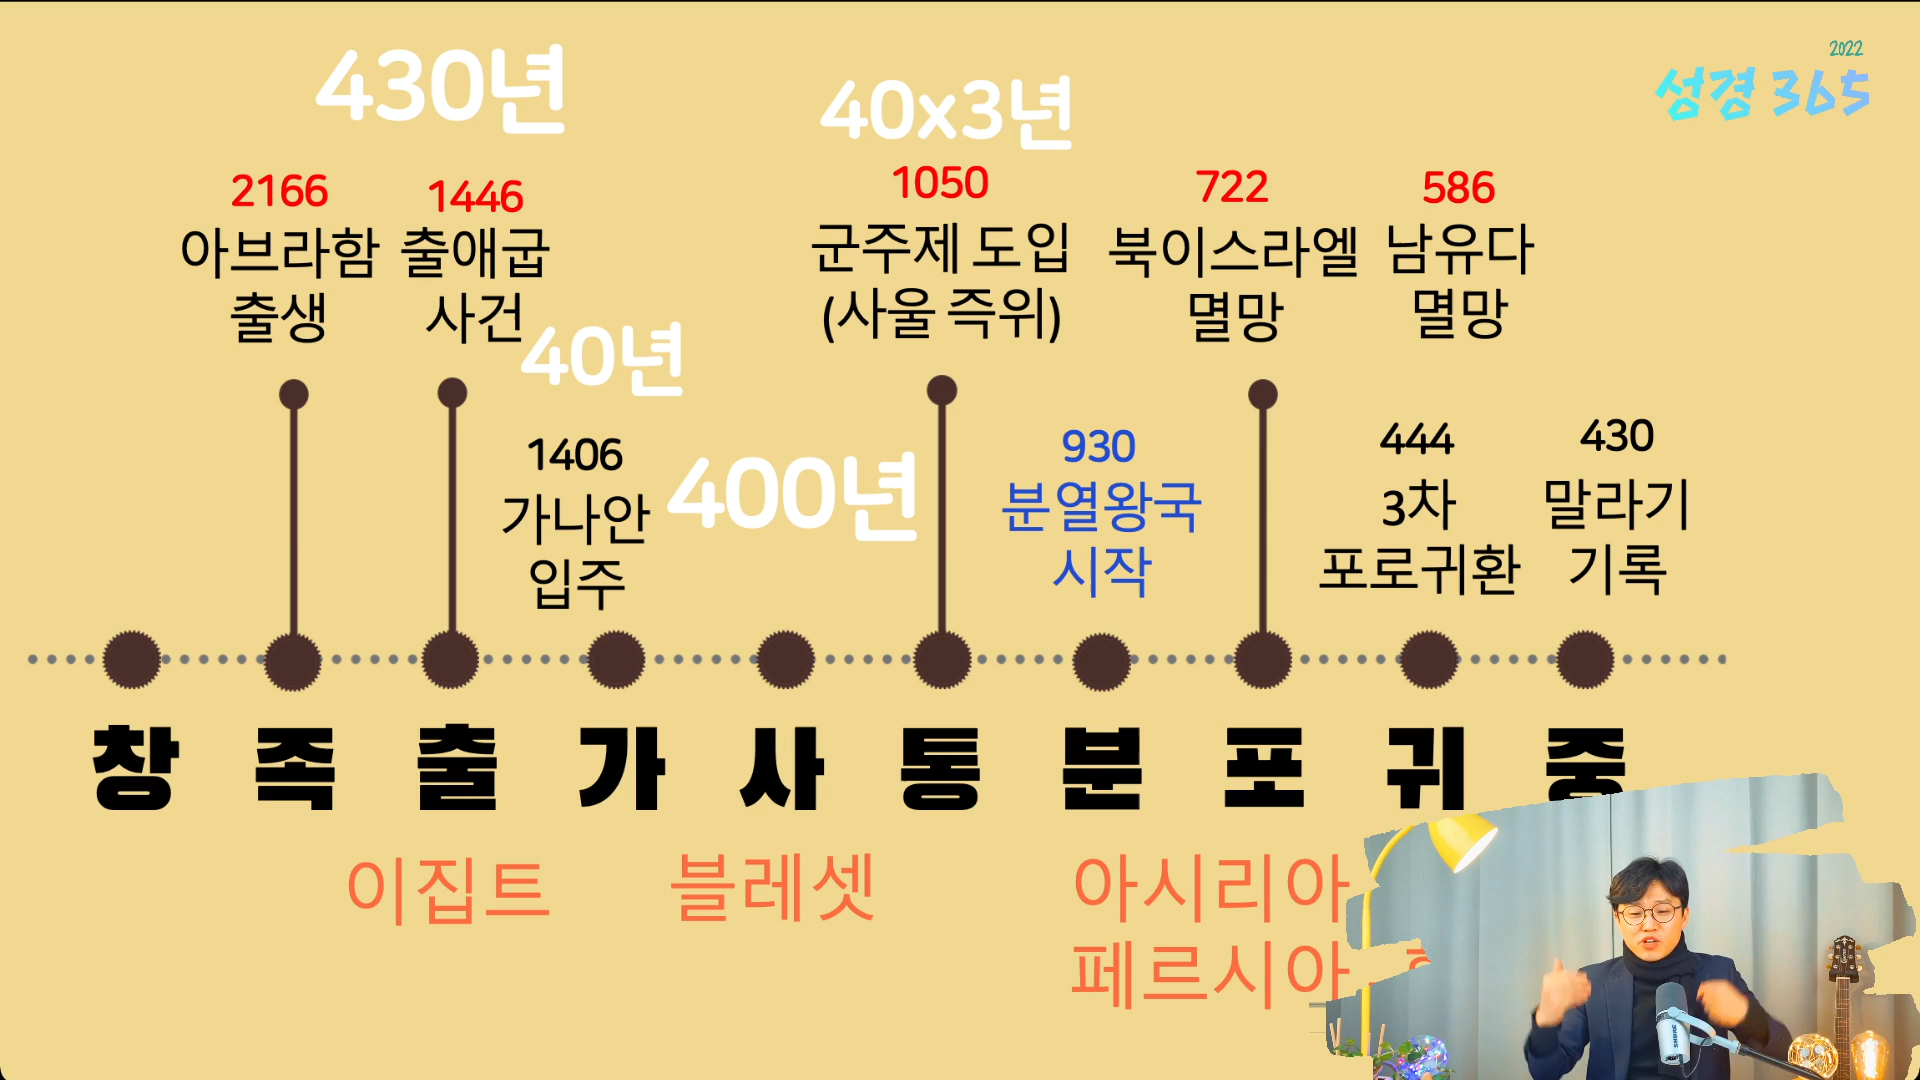 430년
40x3년
2022
성경 365
2166
아브라함
출생
1446
출애굽
사건
1050
군주제 도입
(사울 즉위)
722
북이스라엘
멸망
586
남유다
멸망
40년
1406
가나안
입주
400년
930
분열왕국
시작
444
3차
포로귀환
430
말라기
기록
창 족 출 가 사 통 분 포 귀 중
이집트
블레셋
아시리아
페르시아
SHURE